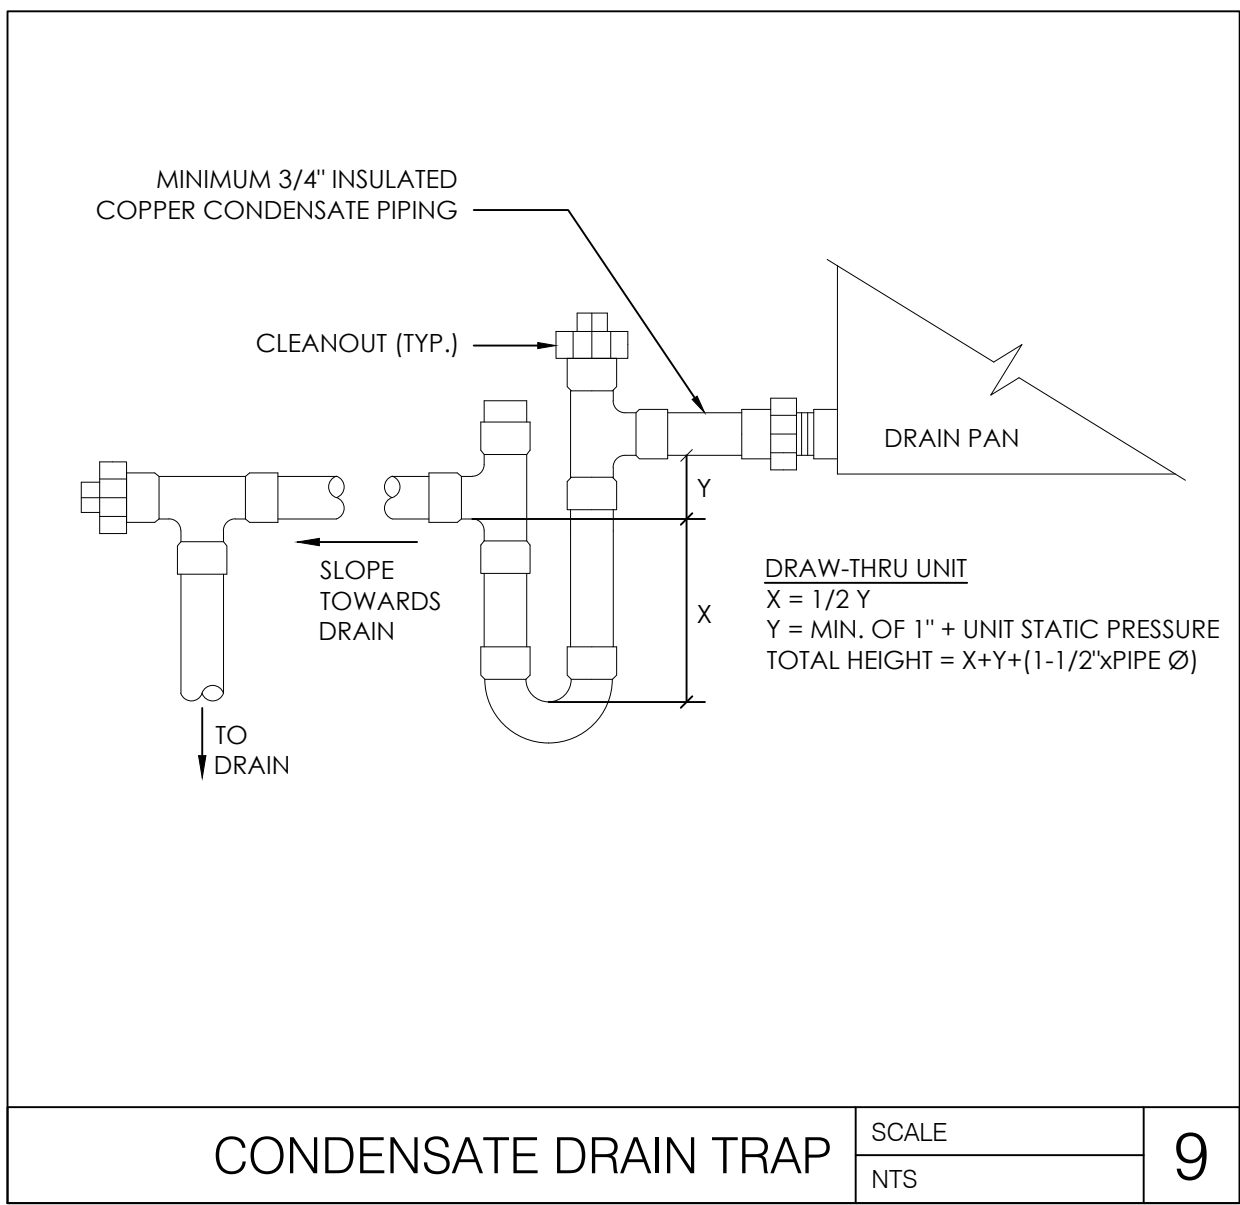 MINIMUM 3/4" INSULATED
COPPER CONDENSATE PIPING
CLEANOUT (TYP.)
DRAIN PAN
Y
SLOPE
TOWARDS
DRAIN
X
DRAW-THRU UNIT
X = 1/2 Y
Y = MIN. OF 1" + UNIT STATIC PRESSURE
TOTAL HEIGHT = X+Y+(1-1/2"xPIPE Ø)
TO
DRAIN
CONDENSATE DRAIN TRAP
SCALE
NTS
9